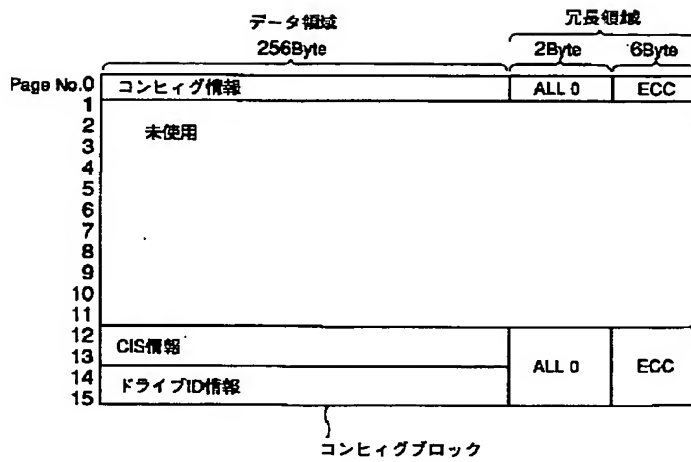 データ領域
冗長領域
256Byte
2Byte
6Byte
Page No.0
コンヒィグ情報
ALL 0
ECC
1
2
未使用
3
4
5
6
7
8
9
10
11
12
CIS情報
13
ALL 0
ECC
14
ドライブID情報
15
コンヒィグブロック